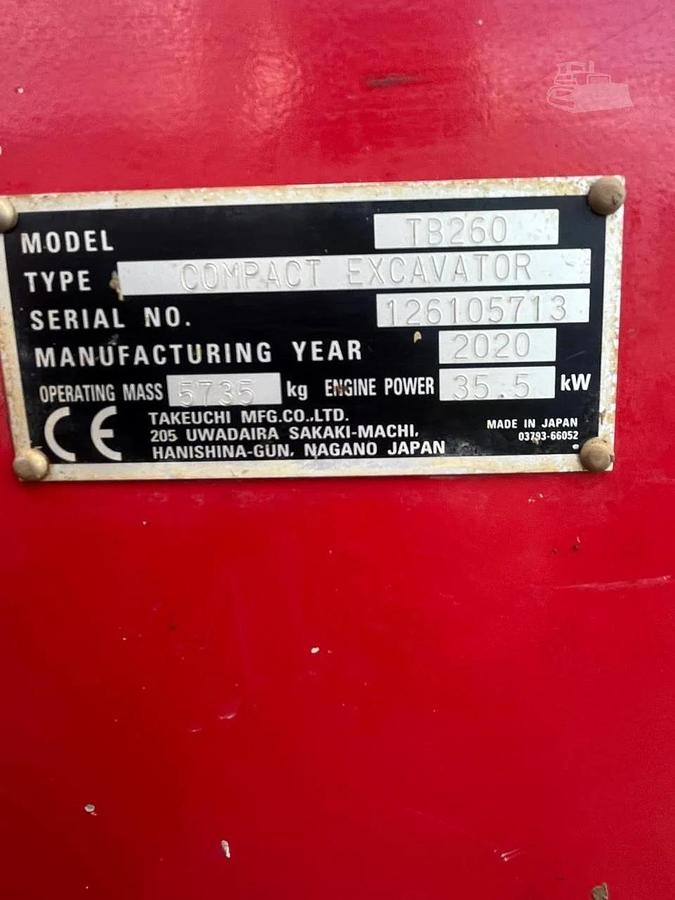 MODEL TB260
TYPE COMPACT EXCAVATOR
SERIAL NO. 126105713
MANUFACTURING YEAR 2020
OPERATING MASS 5735 kg ENGINE POWER 35.5 kW
CE TAKEUCHI MFG.CO.,LTD.
205 UWADAIRA SAKAKI-MACHI,
HANISHINA-GUN, NAGANO JAPAN
MADE IN JAPAN
03793-66052